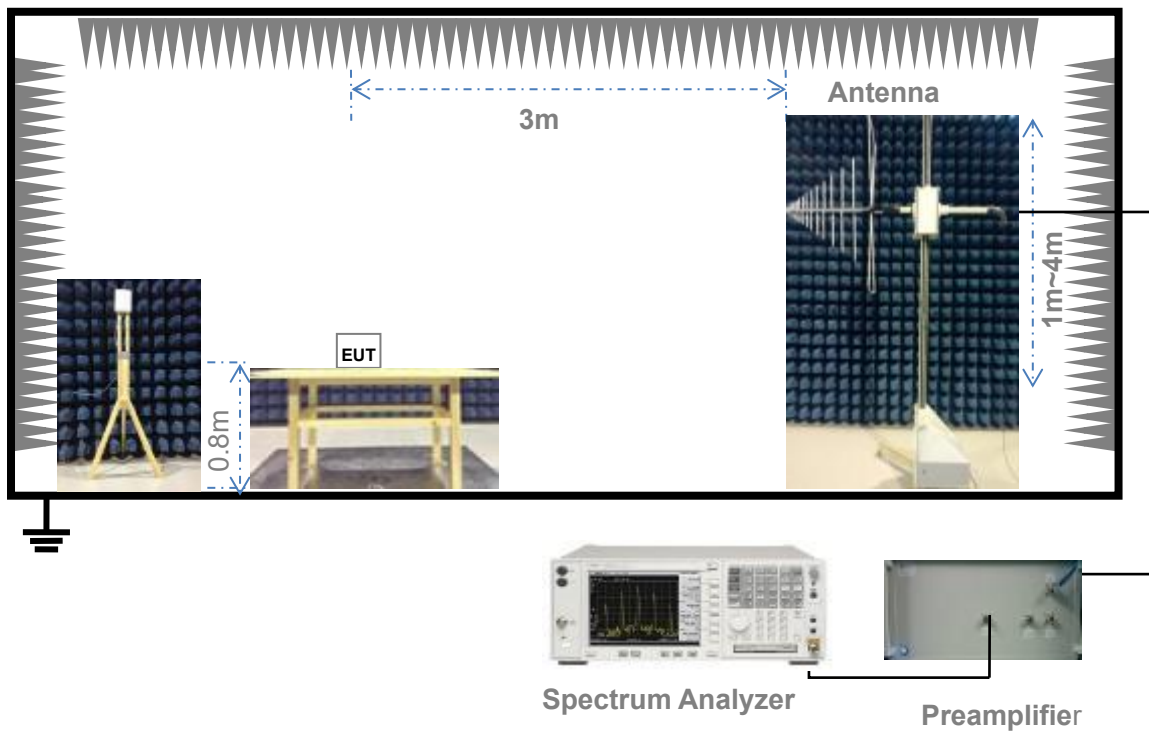 Antenna
3m
1m~4m
EUT
0.8m
Spectrum Analyzer
Preamplifier